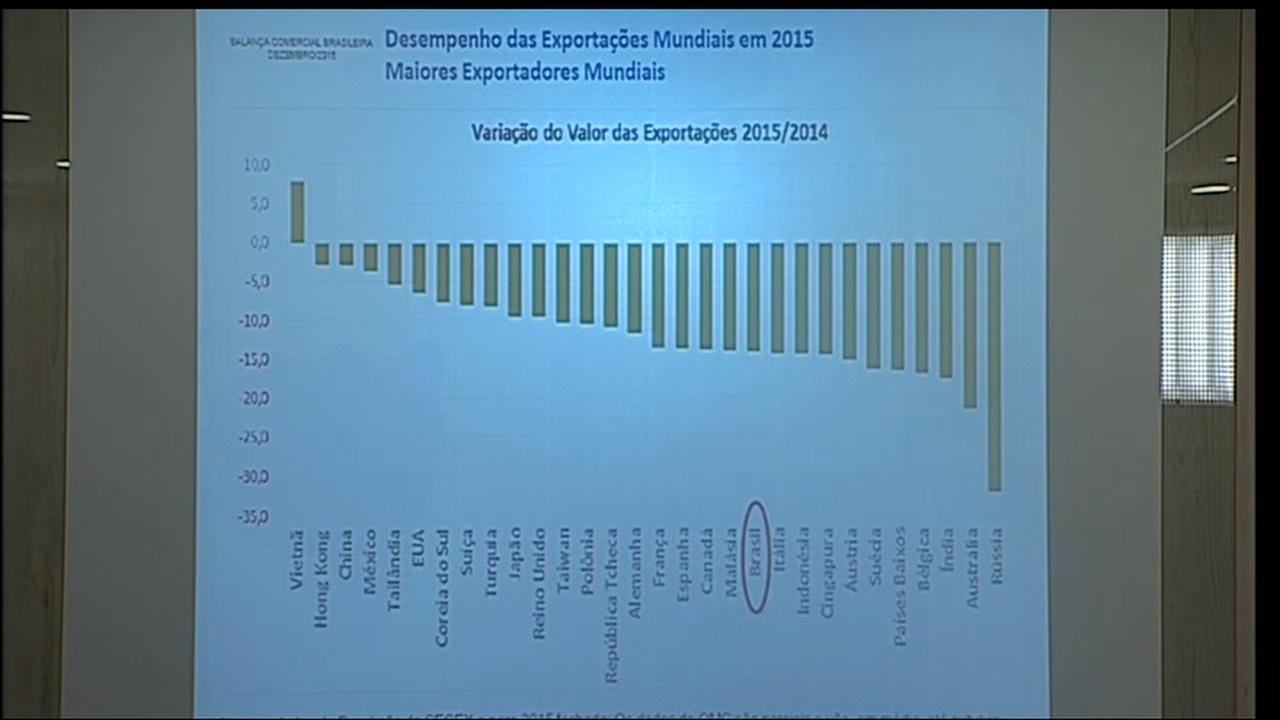 BALANÇA COMERCIAL BRASILEIRA
DEZEMBRO/2015
Desempenho das Exportações Mundiais em 2015
Maiores Exportadores Mundiais
Variação do Valor das Exportações 2015/2014
10,0
5,0
0,0
-5,0
-10,0
-15,0
-20,0
-25,0
-30,0
-35,0
Vietnã
Hong Kong
China
México
Tailândia
EUA
Coreia do Sul
Suíça
Turquia
Japão
Reino Unido
Taiwan
Polônia
República Tcheca
Alemanha
França
Espanha
Canadá
Malásia
Brasil
Itália
Indonésia
Cingapura
Áustria
Suécia
Países Baixos
Bélgica
Índia
Austrália
Rússia